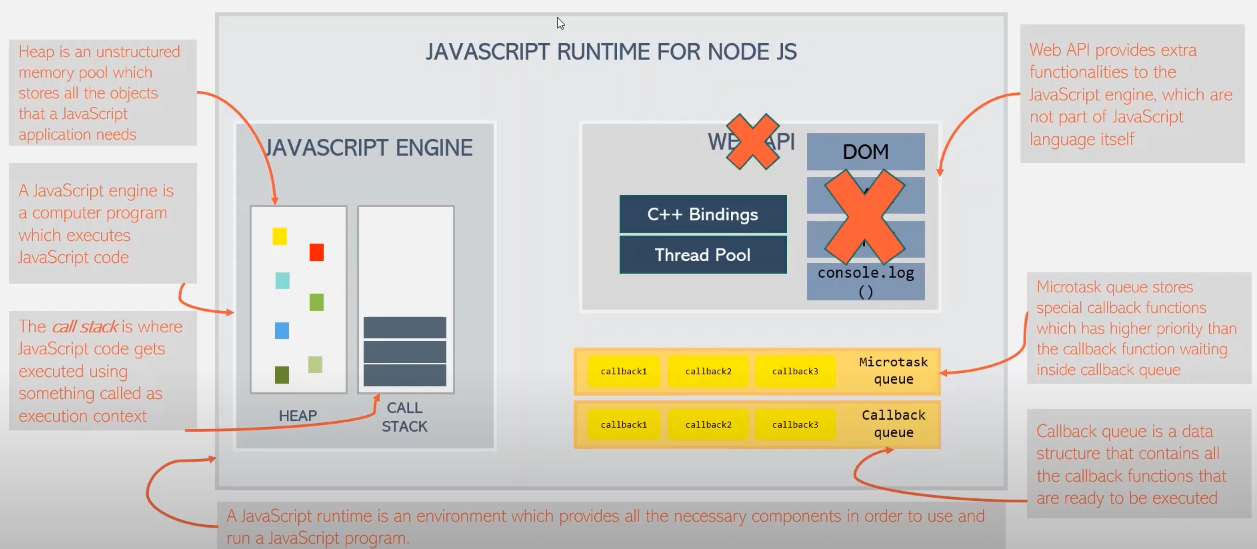 JAVASCRIPT RUNTIME FOR NODE JS
Heap is an unstructured
memory pool which
stores all the objects
that a JavaScript
application needs
A JavaScript engine is
a computer program
which executes
JavaScript code
The call stack is where
JavaScript code gets
executed using
something called as
execution context
JAVASCRIPT ENGINE
HEAP
CALL
STACK
API
C++ Bindings
Thread Pool
DOM
console.log
()
callback1
callback2
callback3
Microtask
queue
callback1
callback2
callback3
Callback
queue
Web API provides extra
functionalities to the
JavaScript engine, which are
not part of JavaScript
language itself
Microtask queue stores
special callback functions
which has higher priority than
the callback function waiting
inside callback queue
Callback queue is a data
structure that contains all
the callback functions that
are ready to be executed
A JavaScript runtime is an environment which provides all the necessary components in order to use and
run a JavaScript program.